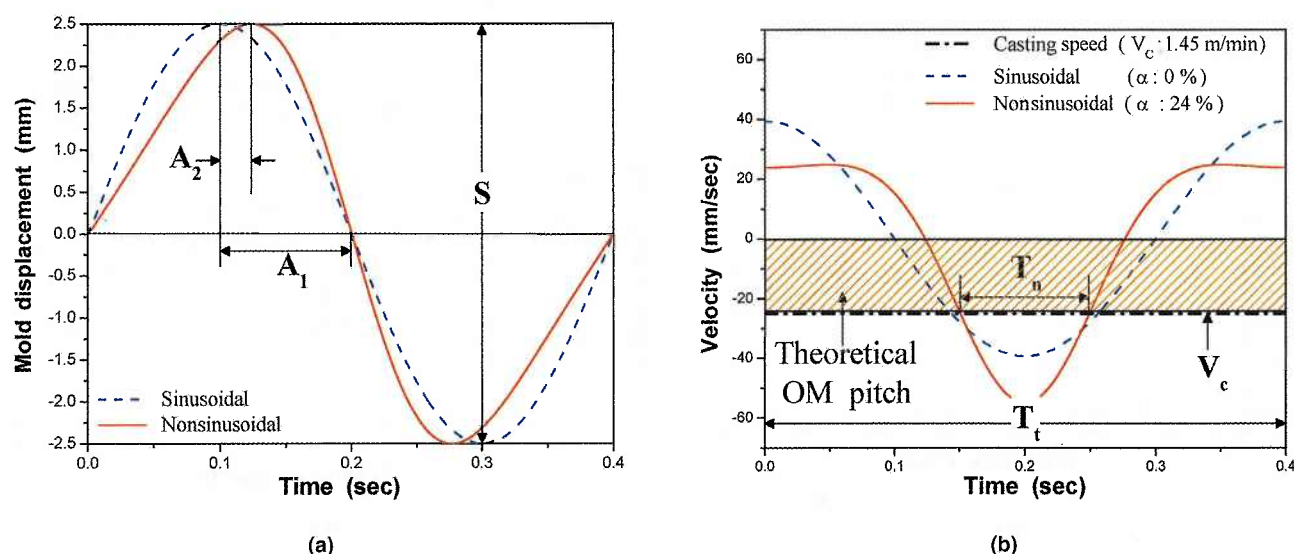 2.5
2.0
1.5
1.0
0.5
0.0
-0.5
-1.0
-1.5
-2.0
-2.5
Mold displacement (mm)
A2
A1
S
Sinusoidal
Nonsinusoidal
0.0 0.1 0.2 0.3 0.4
Time (sec)
(a)
60
40
20
0
-20
-40
-60
Velocity (mm/sec)
Casting speed (VC : 1.45 m/min)
Sinusoidal (α : 0 %)
Nonsinusoidal (α : 24 %)
Tn
Theoretical
OM pitch
Vc
Tt
0.0 0.1 0.2 0.3 0.4
Time (sec)
(b)